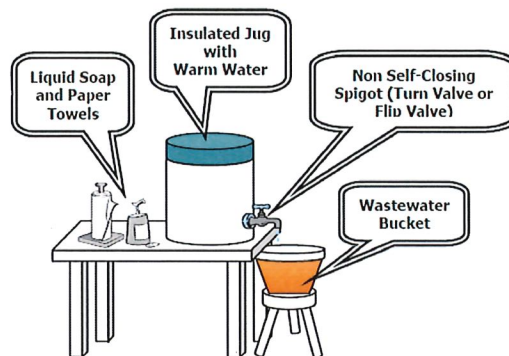 Insulated Jug
with
Warm Water
Liquid Soap
and Paper
Towels
Non Self-Closing
Spigot (Turn Valve or
Flip Valve)
Wastewater
Bucket